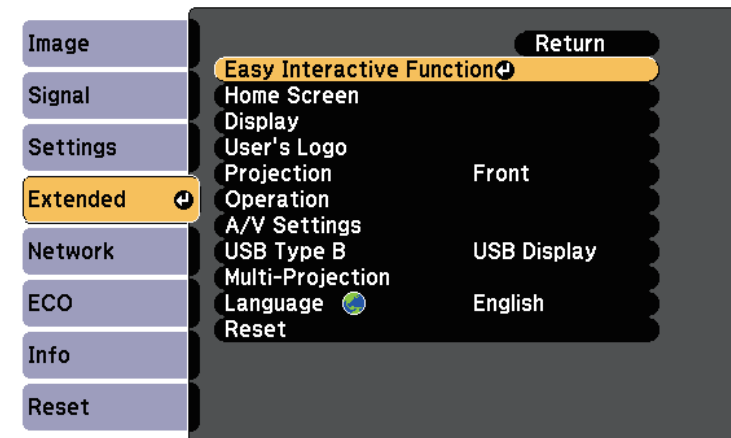 Image
Signal
Settings
Extended
Network
ECO
Info
Reset
Return
Easy Interactive Function
Home Screen
Display
User's Logo
Projection Front
Operation
A/V Settings
USB Type B USB Display
Multi-Projection
Language English
Reset